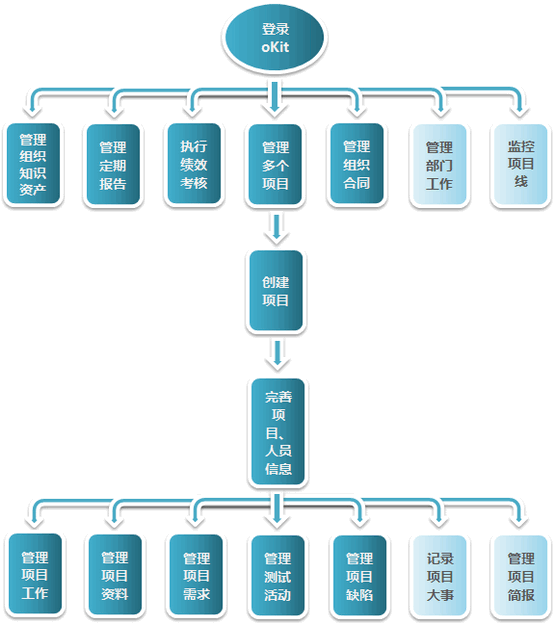 登录
oKit
管理
组织
知识
资产
管理
定期
报告
执行
绩效
考核
管理
多个
项目
管理
组织
合同
管理
部门
工作
监控
项目
线
创建
项目
完善
项
目、
人员
信息
管理
项目
工作
管理
项目
资料
管理
项目
需求
管理
测试
活动
管理
项目
缺陷
记录
项目
大事
管理
项目
简报